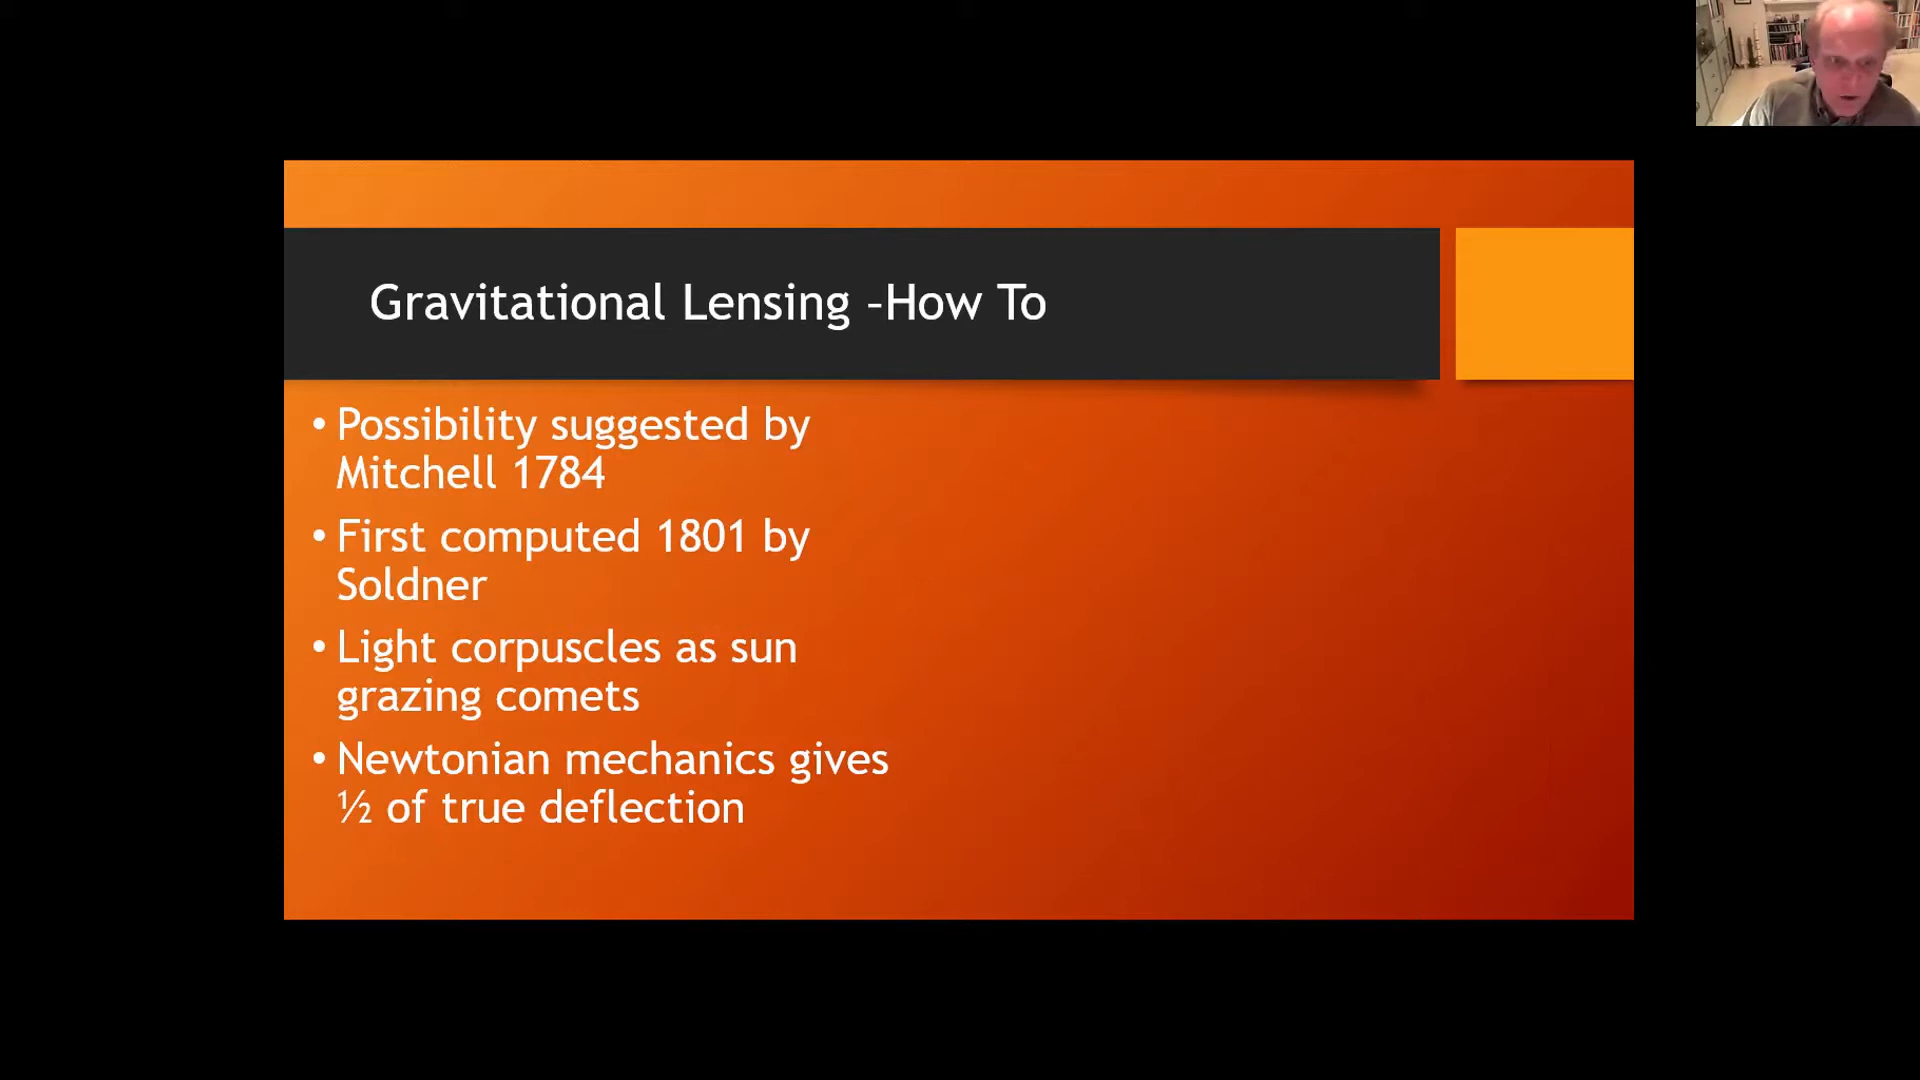 Gravitational Lensing –How To
• Possibility suggested by
Mitchell 1784
• First computed 1801 by
Soldner
• Light corpuscles as sun
grazing comets
• Newtonian mechanics gives
½ of true deflection